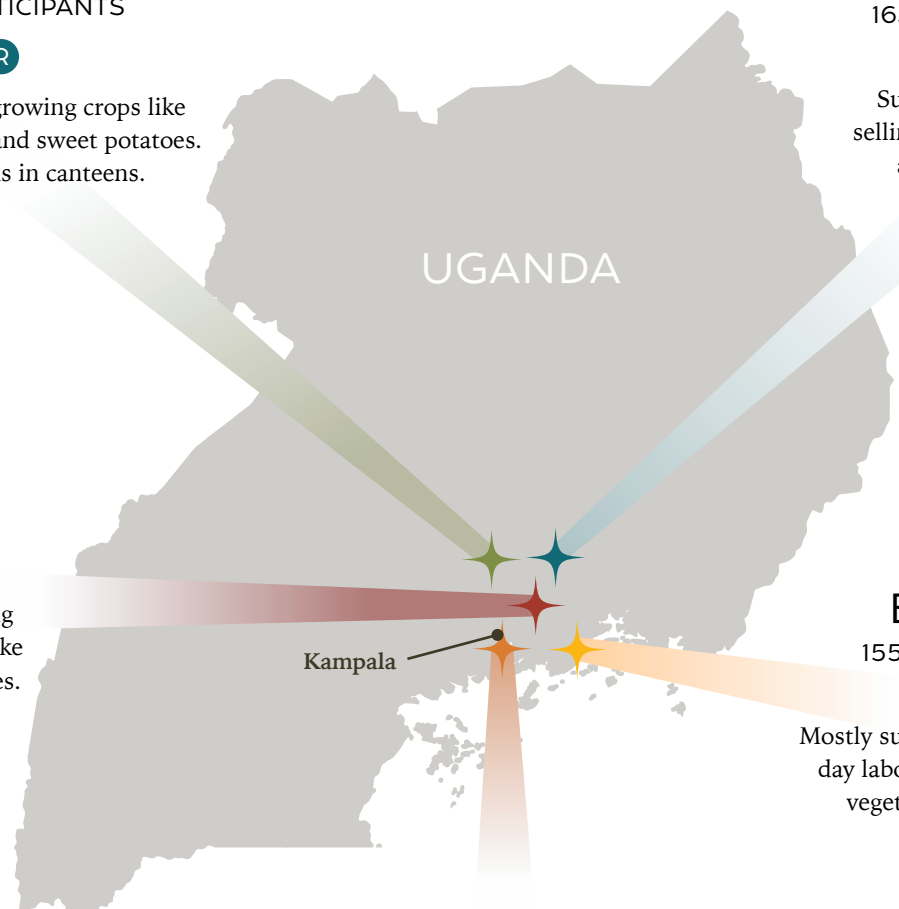 TICIPANTS
R
growing crops like
and sweet potatoes.
s in canteens.
16
Su
sellin
a
UGANDA
g
ke
es.
Kampala
E
155
Mostly su
day labo
veget